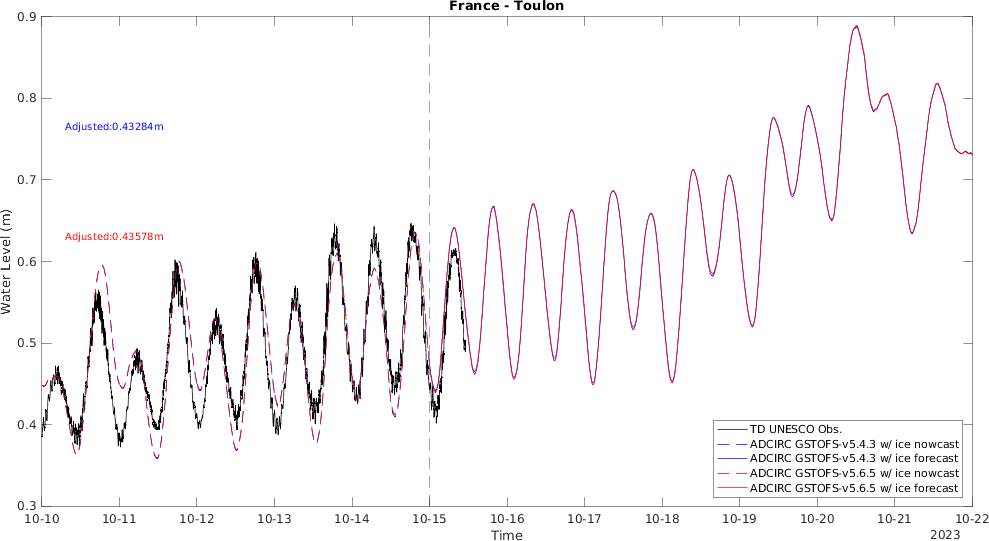 France - Toulon
0.9
0.8
0.7
0.6
0.5
0.4
0.3
Water Level (m)
Adjusted:0.43284m
Adjusted:0.43578m
TD UNESCO Obs.
ADCIRC GSTOFS-v5.4.3 w/ ice nowcast
ADCIRC GSTOFS-v5.4.3 w/ ice forecast
ADCIRC GSTOFS-v5.6.5 w/ ice nowcast
ADCIRC GSTOFS-v5.6.5 w/ ice forecast
10-10 10-11 10-12 10-13 10-14 10-15 10-16 10-17 10-18 10-19 10-20 10-21 10-22
Time
2023